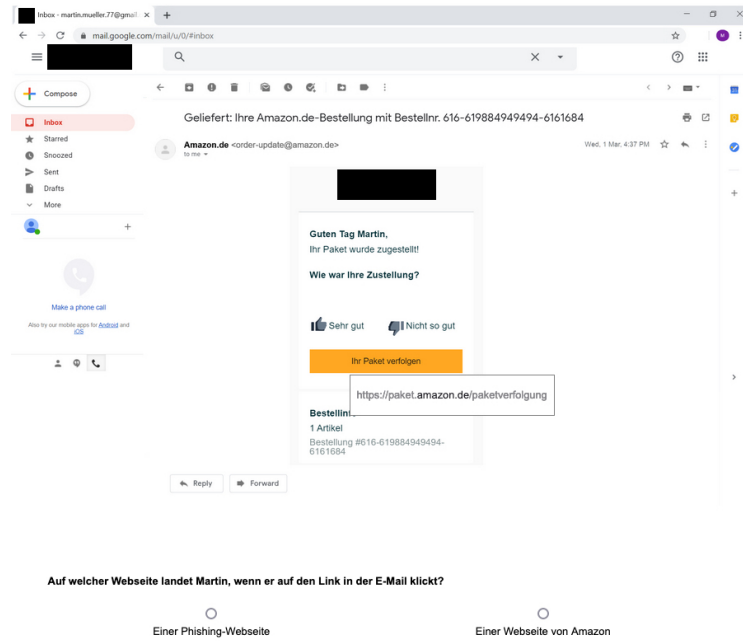 Inbox - martin.mueller.77@gmail.
mail.google.com/mail/u/0/#inbox
Compose
Inbox
Starred
Snoozed
Sent
Drafts
More
Make a phone call
Also try our mobile apps for Android and
iOS
Geliefert: Ihre Amazon.de-Bestellung mit Bestellnr. 616-619884949494-6161684
Amazon.de <order-update@amazon.de>
Wed, 1 Mar, 4:37 PM
to me
Guten Tag Martin,
Ihr Paket wurde zugestellt!
Wie war Ihre Zustellung?
Sehr gut
Nicht so gut
Ihr Paket verfolgen
https://paket.amazon.de/paketverfolgung
1 Artikel
Bestellung #616-619884949494-
6161684
Reply
Forward
Auf welcher Webseite landet Martin, wenn er auf den Link in der E-Mail klickt?
Einer Phishing-Webseite
Einer Webseite von Amazon